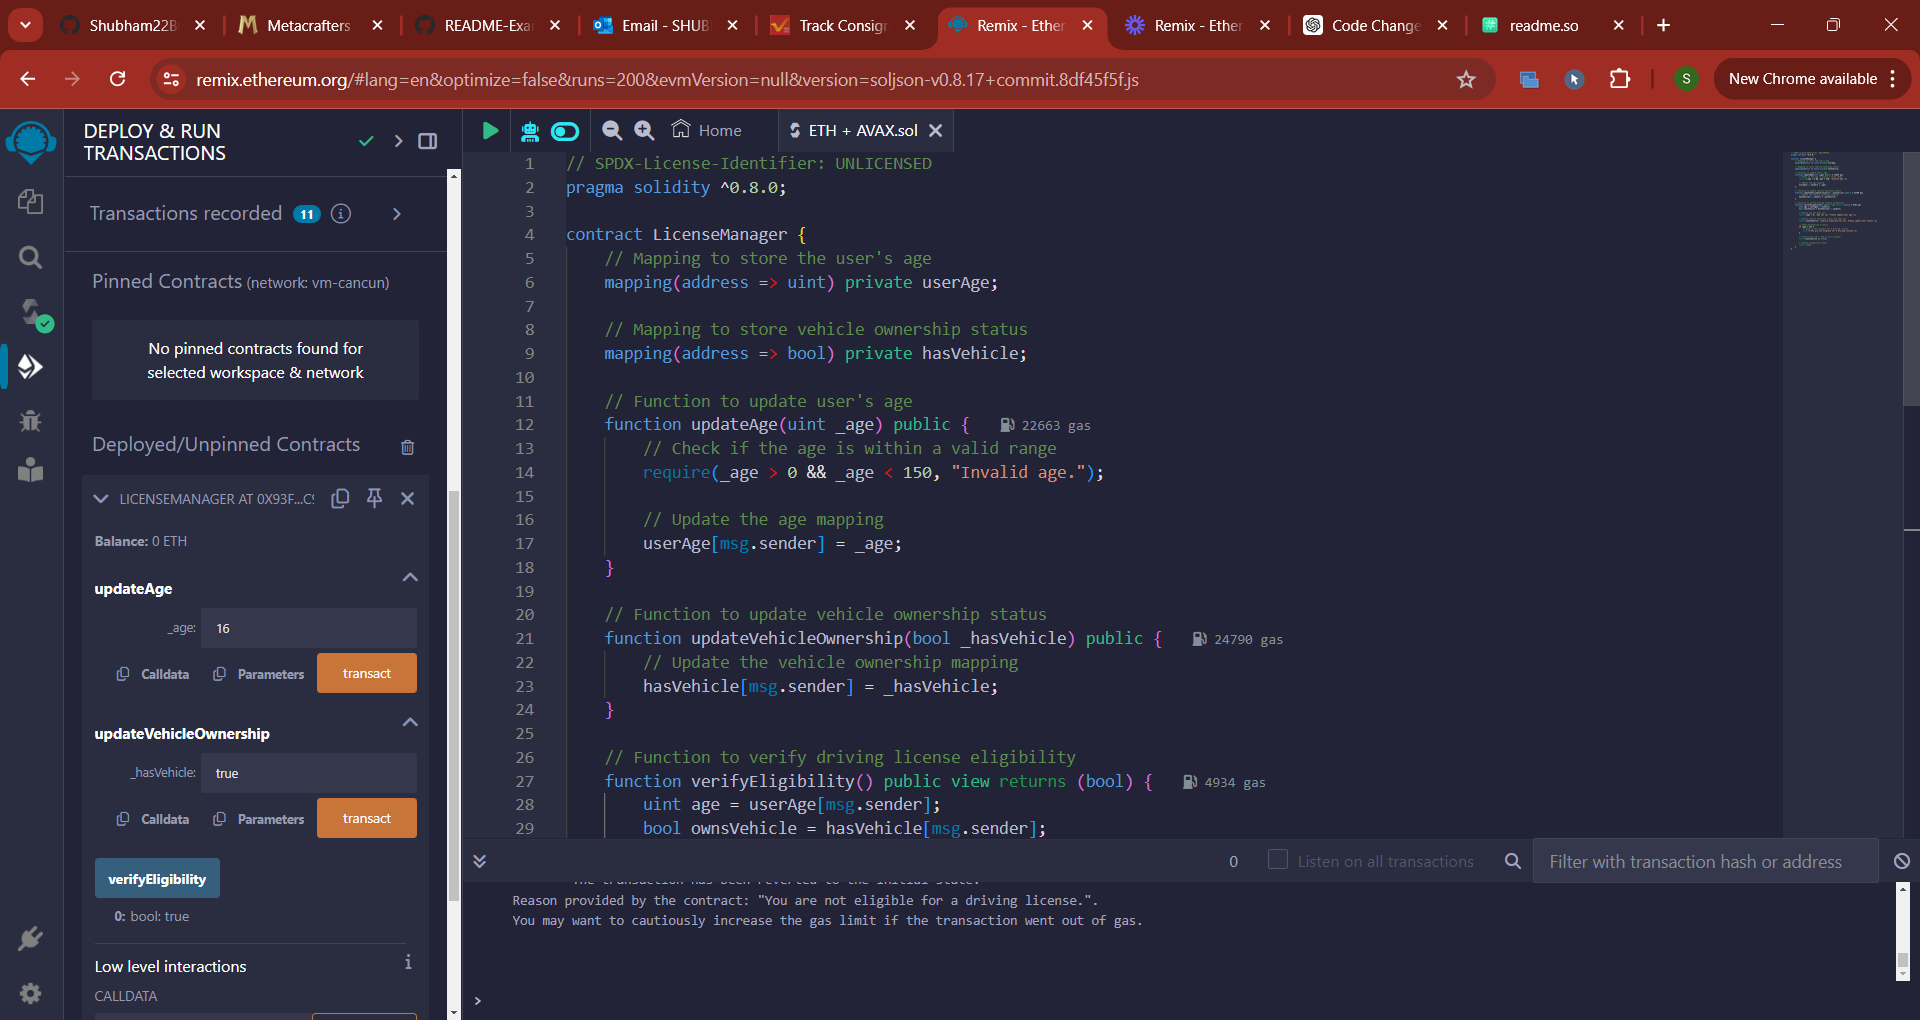 Shubham22B
Metacrafters
README-Exa
Email - SHUB
Track Consign
Remix - Ether
Remix - Ether
Code Change
readme.so
remix.ethereum.org/#lang=en&optimize=false&runs=200&evmVersion=null&version=soljson-v0.8.17+commit.8df45f5f.js
S
New Chrome available
DEPLOY & RUN
TRANSACTIONS
Transactions recorded 11 i
Pinned Contracts (network: vm-cancun)
No pinned contracts found for
selected workspace & network
Deployed/Unpinned Contracts
LICENSEMANAGER AT 0X93F...C9
Balance: 0 ETH
updateAge
_age: 16
Calldata Parameters transact
updateVehicleOwnership
_hasVehicle: true
Calldata Parameters transact
verifyEligibility
0: bool: true
Low level interactions i
CALLDATA
Home
ETH + AVAX.sol
1 // SPDX-License-Identifier: UNLICENSED
2 pragma solidity ^0.8.0;
3
4 contract LicenseManager {
5 // Mapping to store the user's age
6 mapping(address => uint) private userAge;
7
8 // Mapping to store vehicle ownership status
9 mapping(address => bool) private hasVehicle;
10
11 // Function to update user's age
12 function updateAge(uint _age) public { 22663 gas
13 // Check if the age is within a valid range
14 require(_age > 0 && _age < 150, "Invalid age.");
15
16 // Update the age mapping
17 userAge[msg.sender] = _age;
18 }
19
20 // Function to update vehicle ownership status
21 function updateVehicleOwnership(bool _hasVehicle) public { 24790 gas
22 // Update the vehicle ownership mapping
23 hasVehicle[msg.sender] = _hasVehicle;
24 }
25
26 // Function to verify driving license eligibility
27 function verifyEligibility() public view returns (bool) { 4934 gas
28 uint age = userAge[msg.sender];
29 bool ownsVehicle = hasVehicle[msg.sender];
0 Listen on all transactions Filter with transaction hash or address
The transaction has been reverted to the initial state.
Reason provided by the contract: "You are not eligible for a driving license.".
You may want to cautiously increase the gas limit if the transaction went out of gas.
>